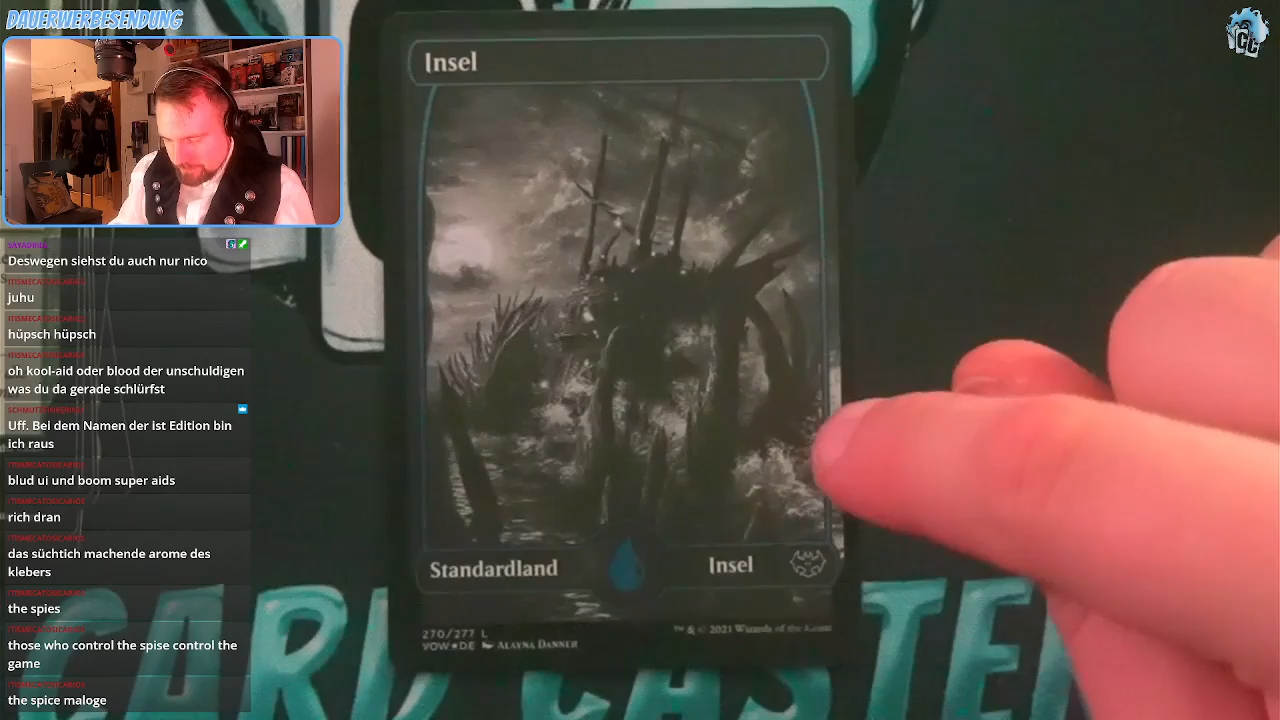 DAUERWERBESENDUNG
Deswegen siehst du auch nur nico
juhu
hüpsch hüpsch
oh kool-aid oder blood der unschuldigen
was du da gerade schlürfst
Uff. Bei dem Namen der ist Edition bin
ich raus
blud ui und boom super aids
rich dran
das süchtich machende arome des
klebers
the spies
those who control the spise control the
game
the spice maloge
Insel
Standardland
Insel
270/277 L
VOW★DE ALAYNA DANNER
™ & © 2021 Wizards of the Coast
CARD CASTER
CC